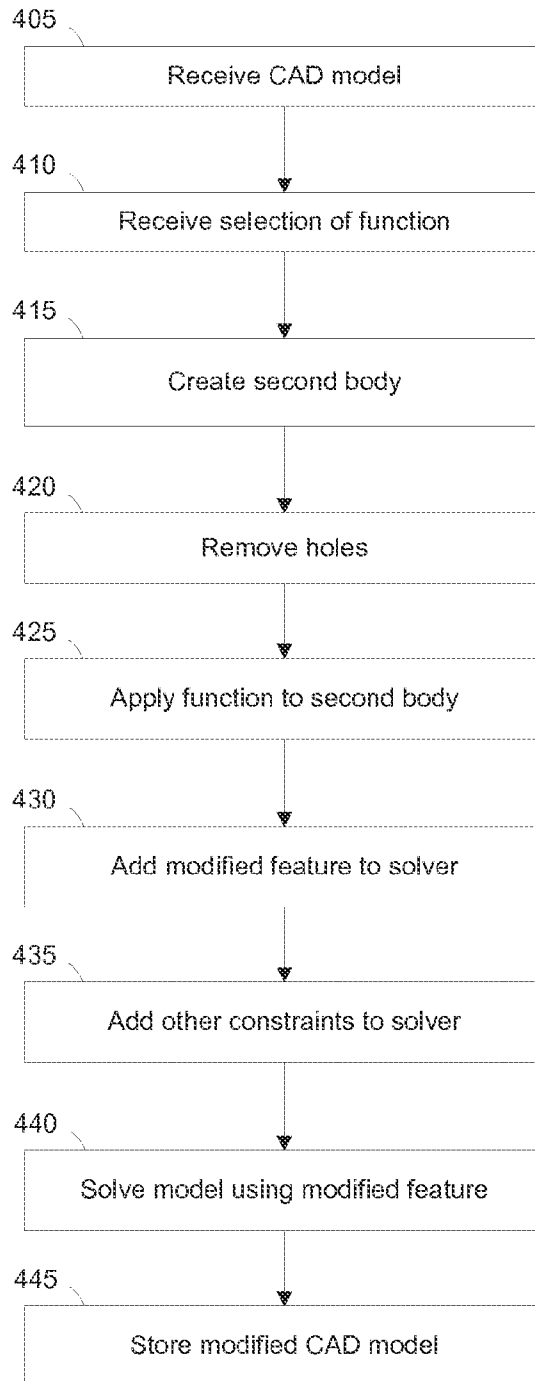 405
Receive CAD model
410
Receive selection of function
415
Create second body
420
Remove holes
425
Apply function to second body
430
Add modified feature to solver
435
Add other constraints to solver
440
Solve model using modified feature
445
Store modified CAD model